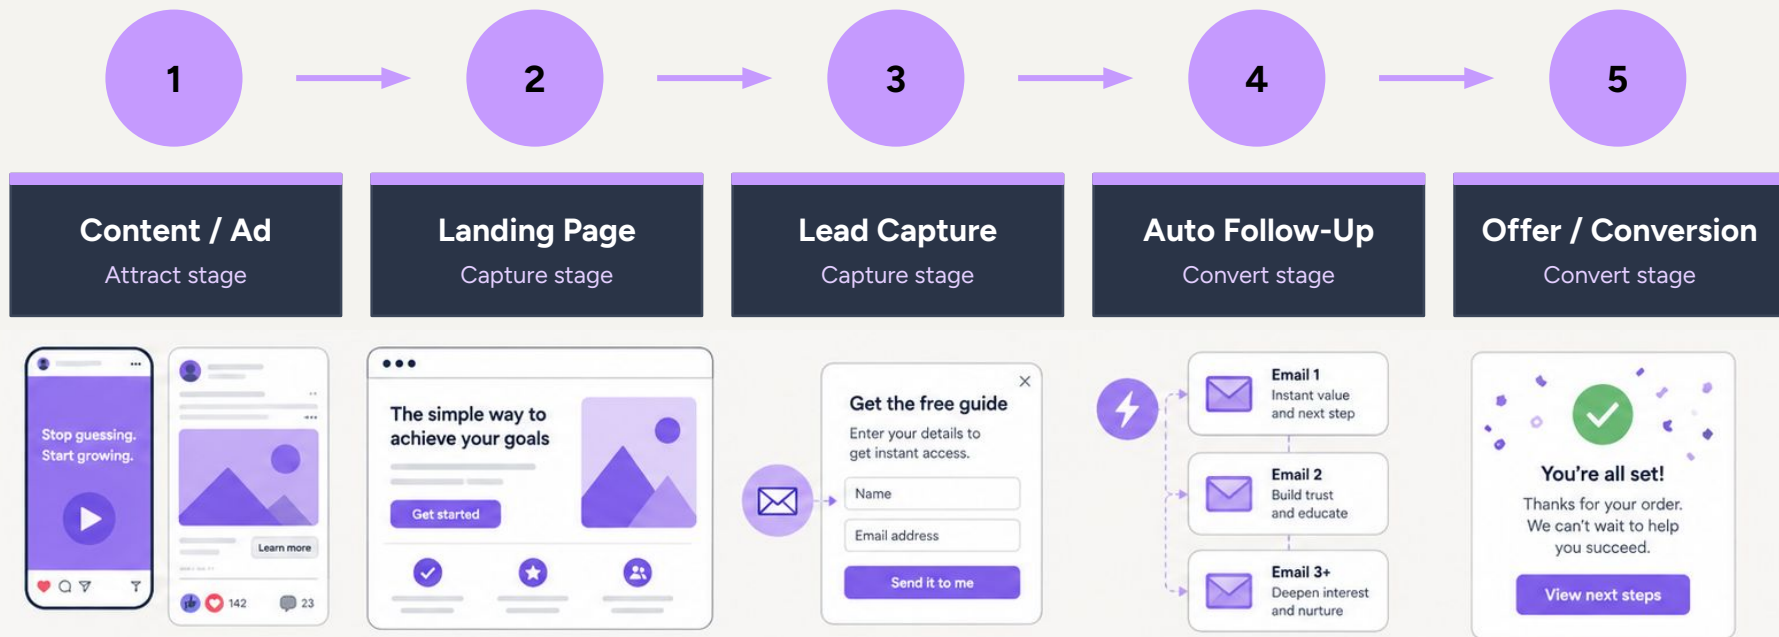 1
2
3
4
5
Content / Ad
Attract stage
Landing Page
Capture stage
Lead Capture
Capture stage
Auto Follow-Up
Convert stage
Offer / Conversion
Convert stage
Stop guessing.
Start growing.
Learn more
142
23
The simple way to
achieve your goals
Get started
Get the free guide
Enter your details to
get instant access.
Name
Email address
Send it to me
Email 1
Instant value
and next step
Email 2
Build trust
and educate
Email 3+
Deepen interest
and nurture
You're all set!
Thanks for your order.
We can't wait to help
you succeed.
View next steps